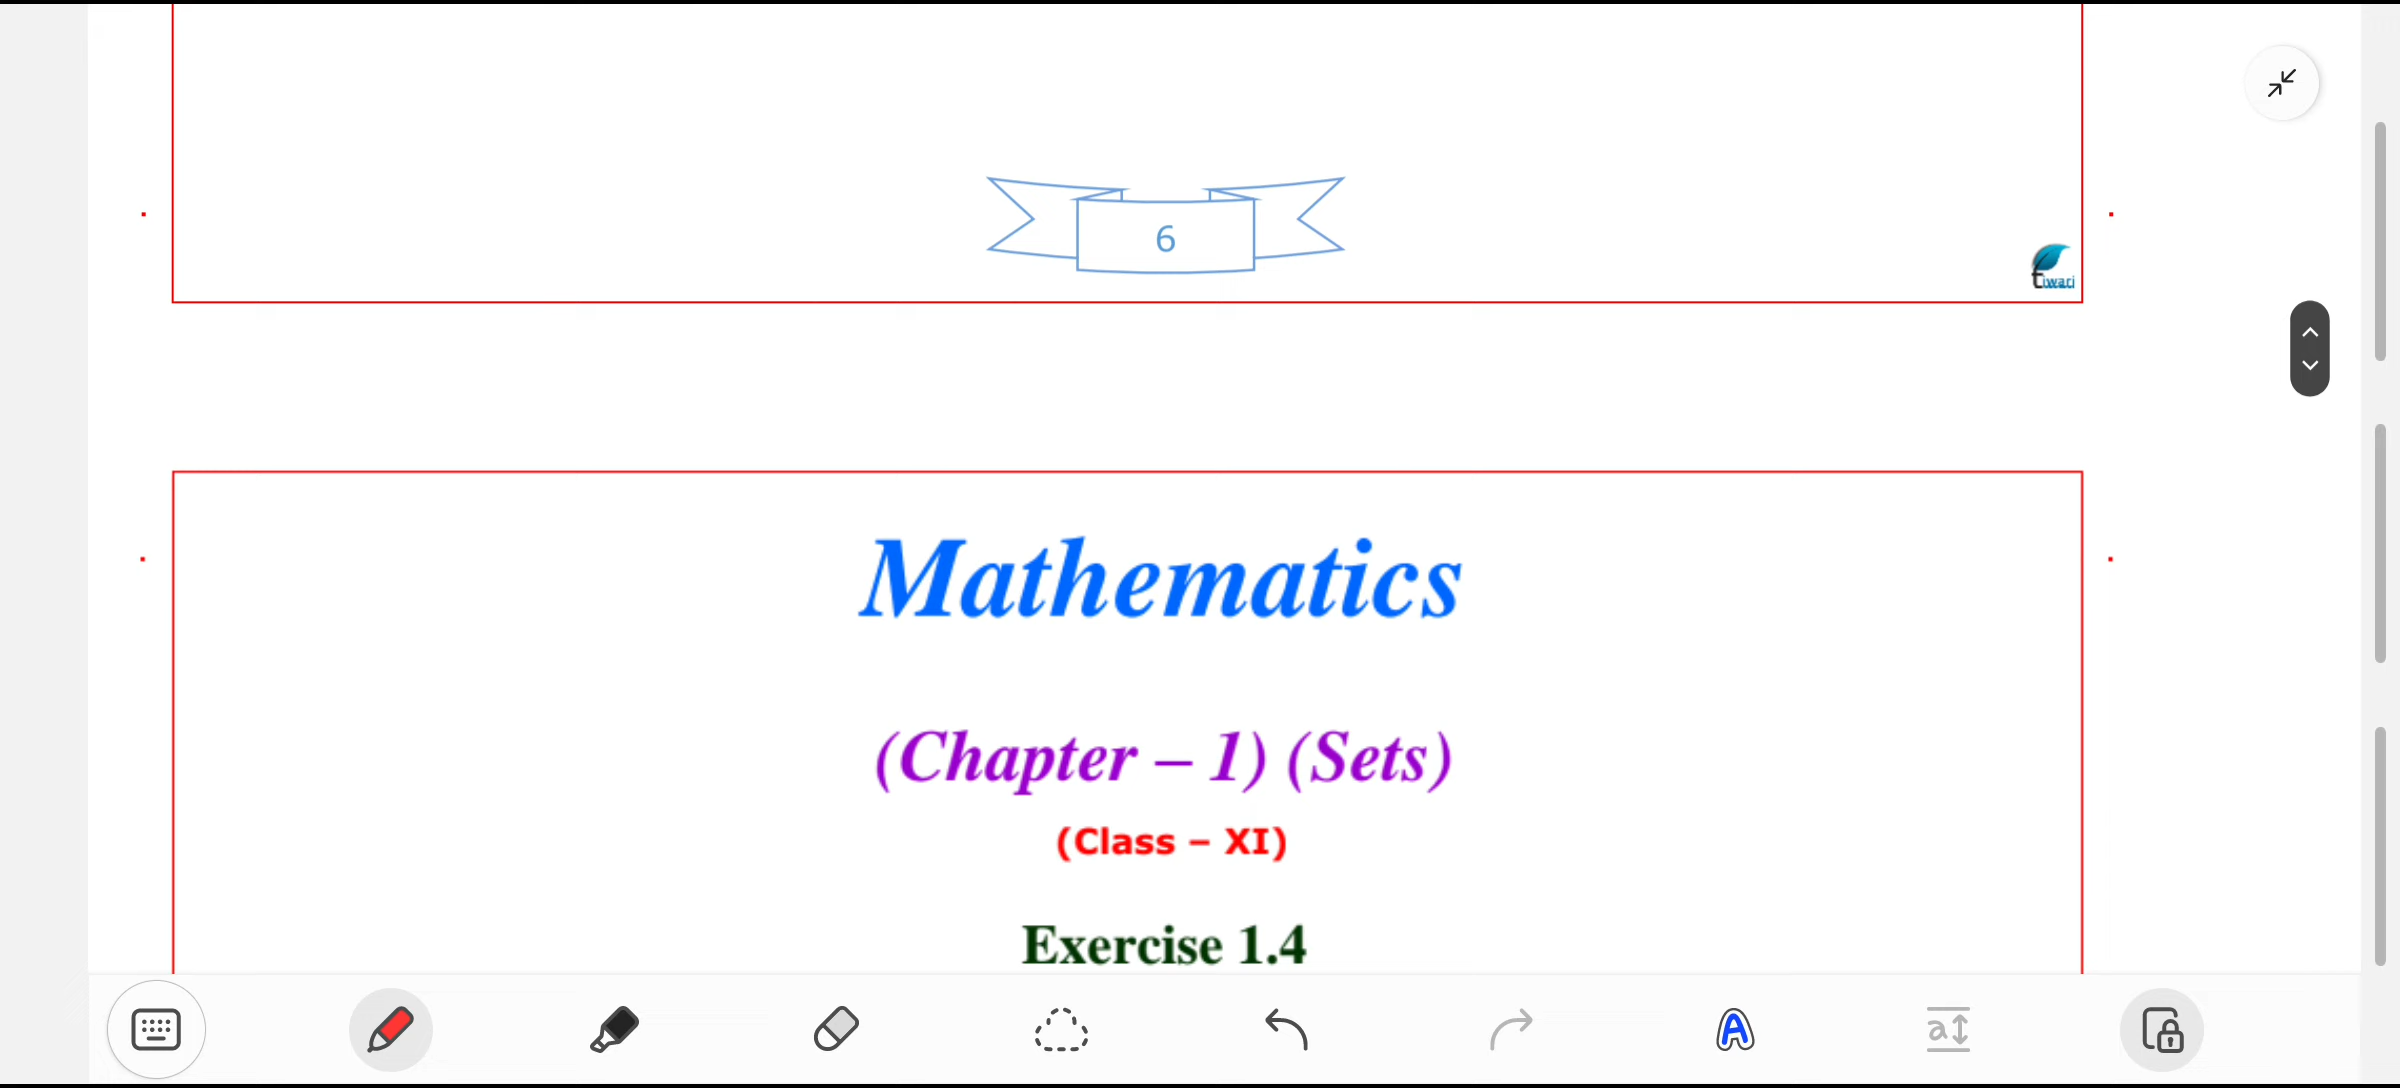 6
tiwari
Mathematics
(Chapter – 1) (Sets)
(Class – XI)
Exercise 1.4
A
a